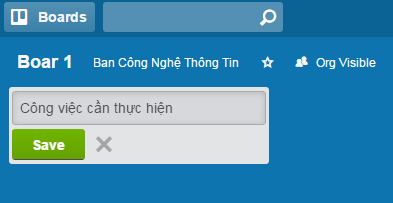 Boards
Boar 1 Ban Công Nghệ Thông Tin Org Visible
Công việc cần thực hiện
Save